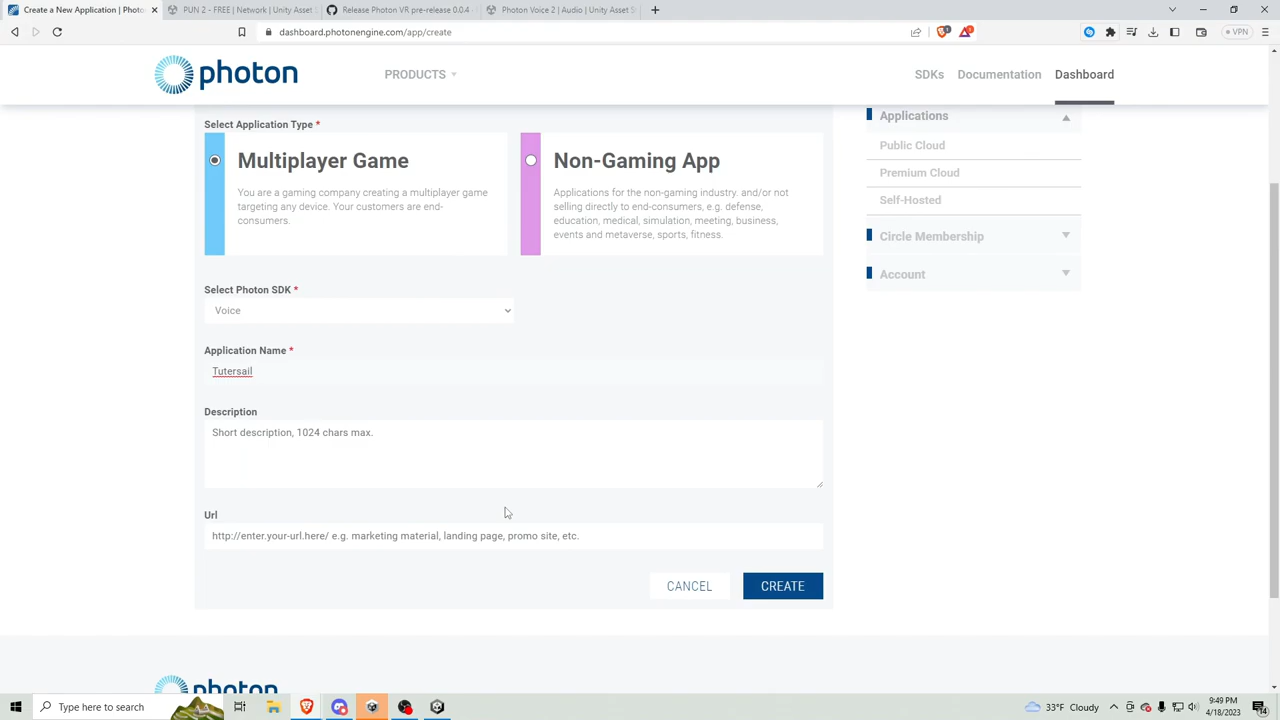 Create a New Application | Photo
PUN 2 - FREE | Network | Unity Asset
Release Photon VR pre-release 0.0.4
Photon Voice 2 | Audio | Unity Asset S
dashboard.photonengine.com/app/create
VPN
photon
PRODUCTS
SDKs
Documentation
Dashboard
Select Application Type *
Multiplayer Game
You are a gaming company creating a multiplayer game
targeting any device. Your customers are end-
consumers.
Non-Gaming App
Applications for the non-gaming industry. and/or not
selling directly to end-consumers, e.g. defense,
education, medical, simulation, meeting, business,
events and metaverse, sports, fitness.
Applications
Public Cloud
Premium Cloud
Self-Hosted
Circle Membership
Account
Select Photon SDK *
Voice
Application Name *
Tutersail
Description
Short description, 1024 chars max.
Url
http://enter.your-url.here/ e.g. marketing material, landing page, promo site, etc.
CANCEL
CREATE
photon
Type here to search
33°F Cloudy
9:49 PM
4/18/2023